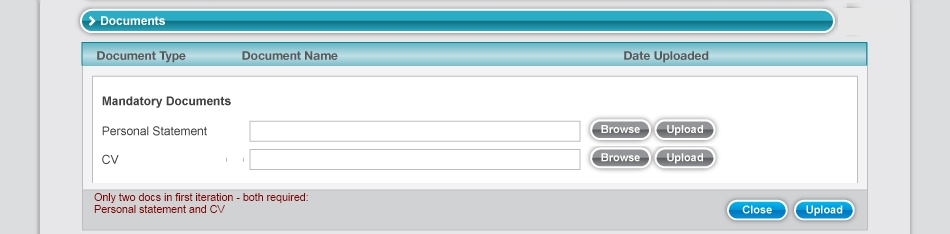 Documents
Document Type Document Name Date Uploaded
Mandatory Documents
Personal Statement Browse Upload
CV Browse Upload
Only two docs in first iteration - both required:
Personal statement and CV
Close Upload